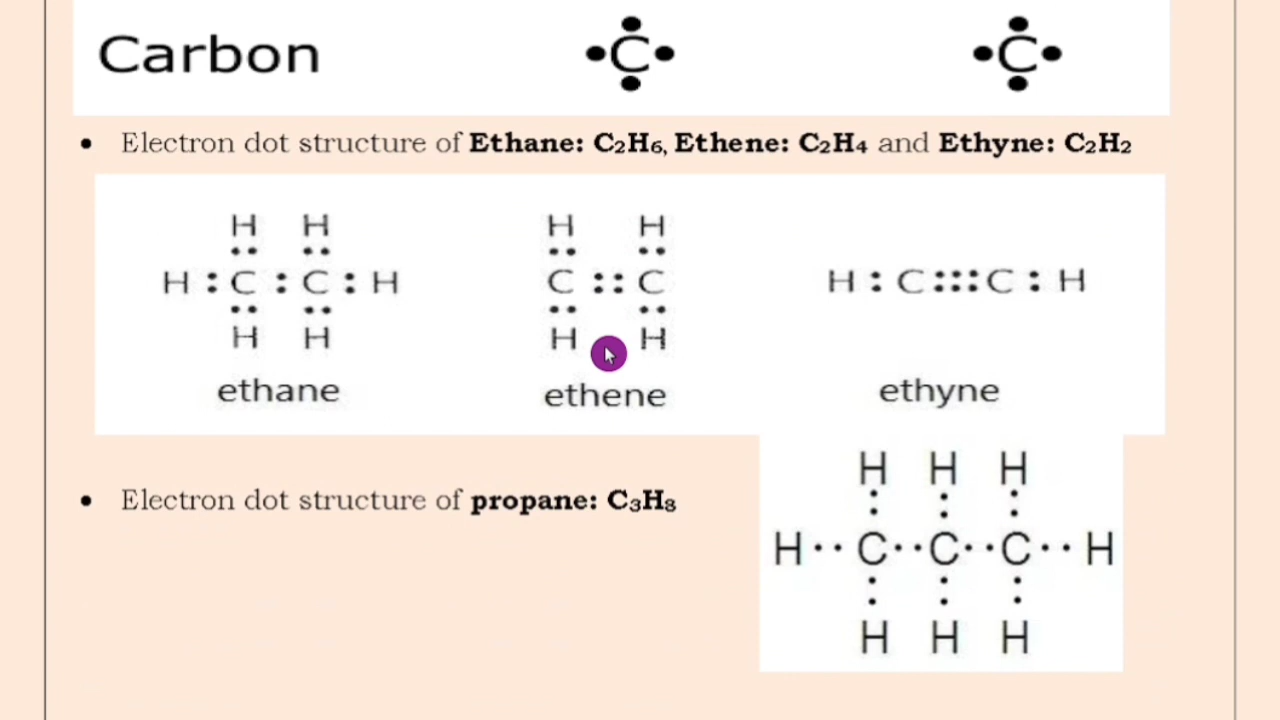 Carbon •C• •C•
• Electron dot structure of Ethane: C₂H₆, Ethene: C₂H₄ and Ethyne: C₂H₂
H H H H
H : C : C : H C :: C H : C ::: C : H
H H H H
ethane ethene ethyne
H H H
• Electron dot structure of propane: C₃H₈
H ·· C ·· C ·· C ·· H
H H H